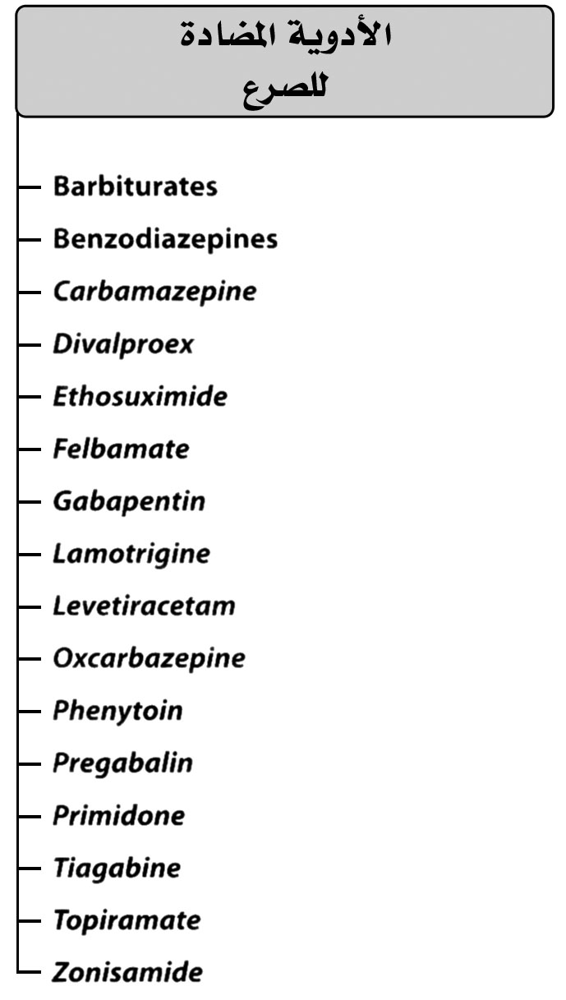 الأدوية المضادة
للصرع
Barbiturates
Benzodiazepines
Carbamazepine
Divalproex
Ethosuximide
Felbamate
Gabapentin
Lamotrigine
Levetiracetam
Oxcarbazepine
Phenytoin
Pregabalin
Primidone
Tiagabine
Topiramate
Zonisamide